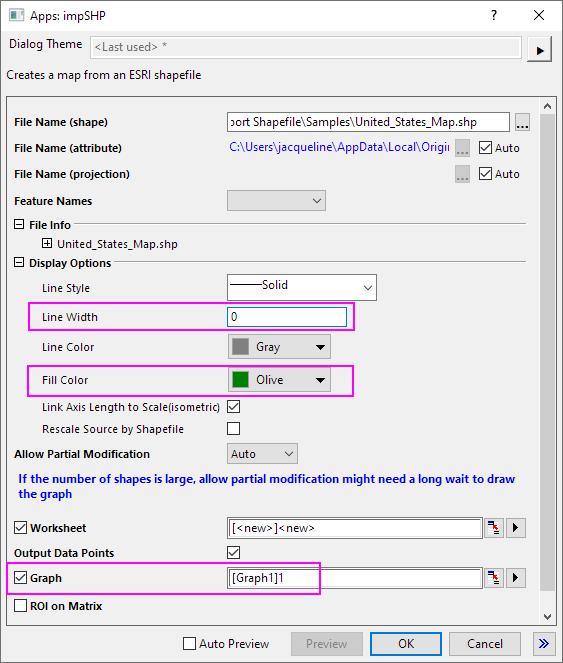 Apps: impSHP
Dialog Theme <Last used> *
Creates a map from an ESRI shapefile
File Name (shape) port Shapefile\Samples\United_States_Map.shp ...
File Name (attribute) C:\Users\jacqueline\AppData\Local\Origin ... Auto
File Name (projection) ... Auto
Feature Names
File Info
United_States_Map.shp
Display Options
Line Style Solid
Line Width 0
Line Color Gray
Fill Color Olive
Link Axis Length to Scale(isometric)
Rescale Source by Shapefile
Allow Partial Modification Auto
If the number of shapes is large, allow partial modification might need a long wait to draw
the graph
Worksheet [<new>]<new>
Output Data Points
Graph [Graph1]1
ROI on Matrix
Auto Preview Preview OK Cancel